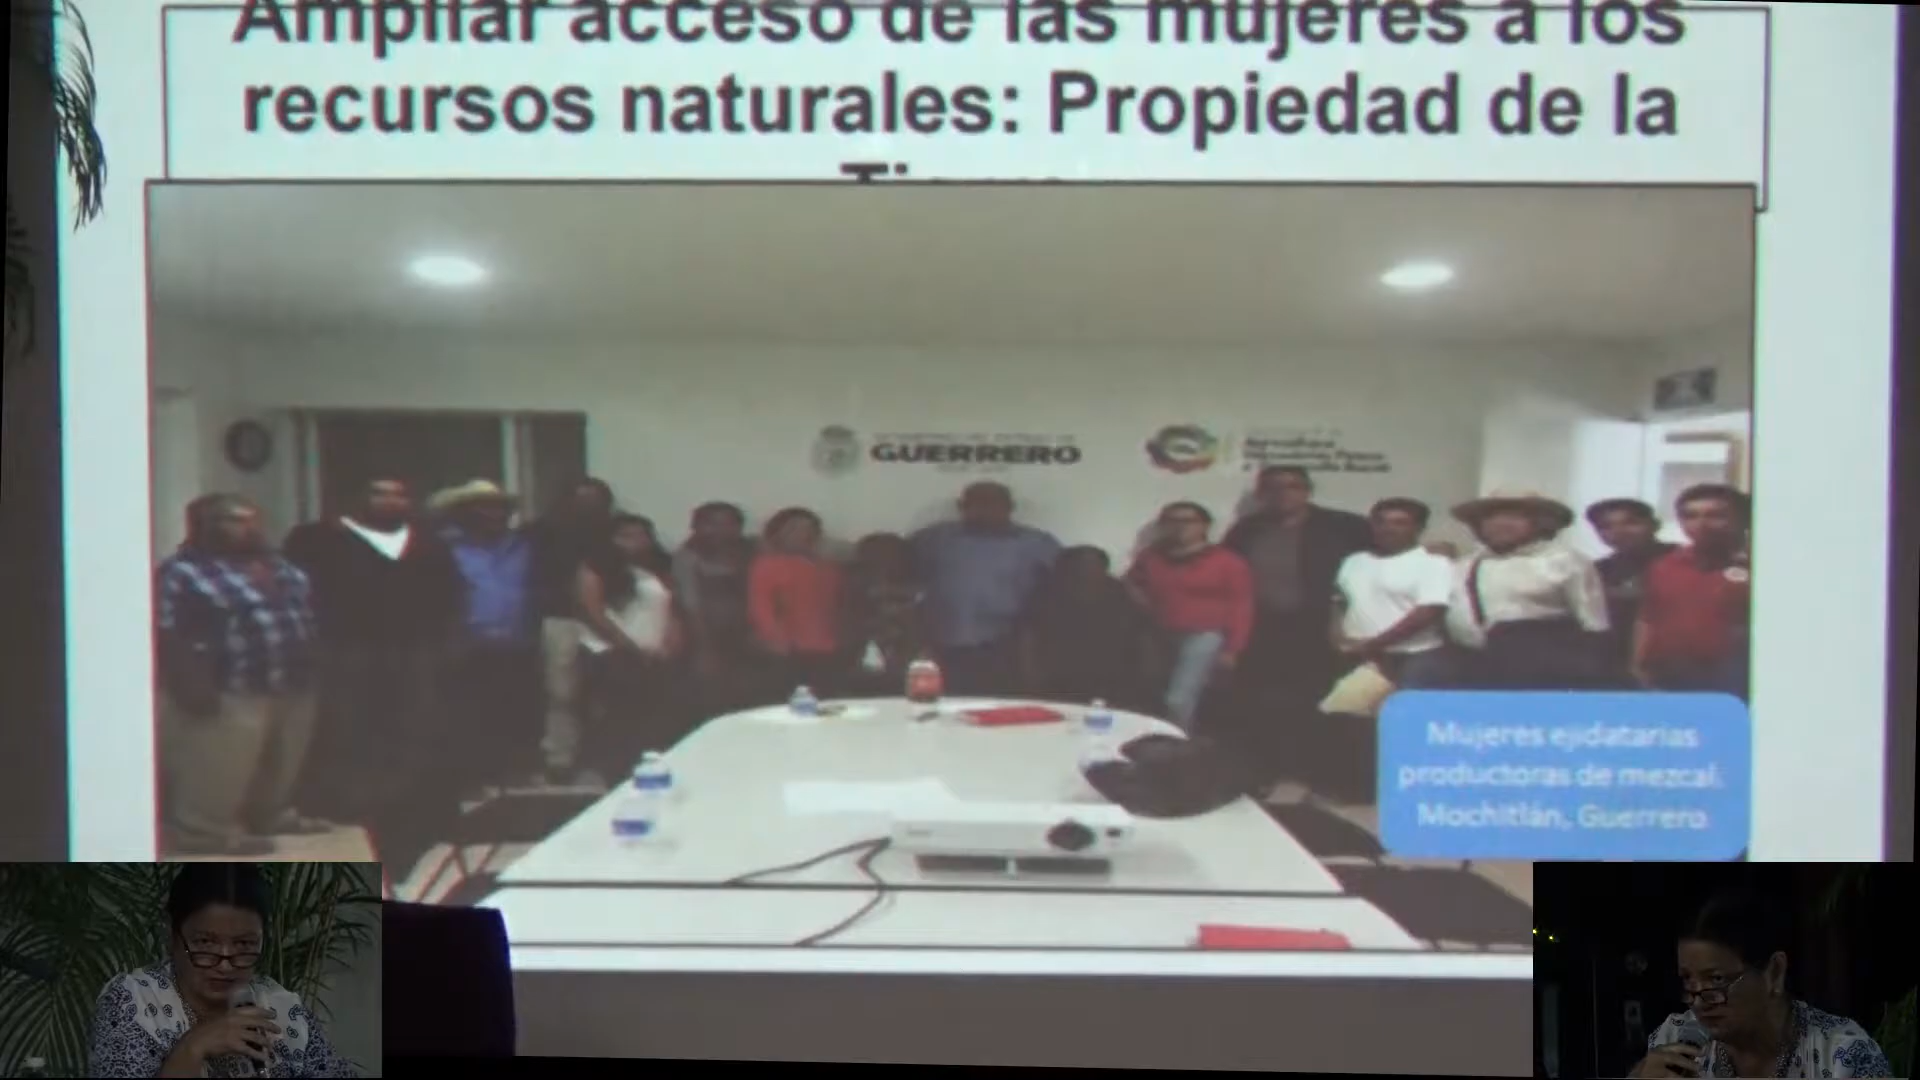 Ampliar acceso de las mujeres a los
recursos naturales: Propiedad de la
GUERRERO
Mujeres ejidatarias
productoras de mezcal.
Mochitlán, Guerrero